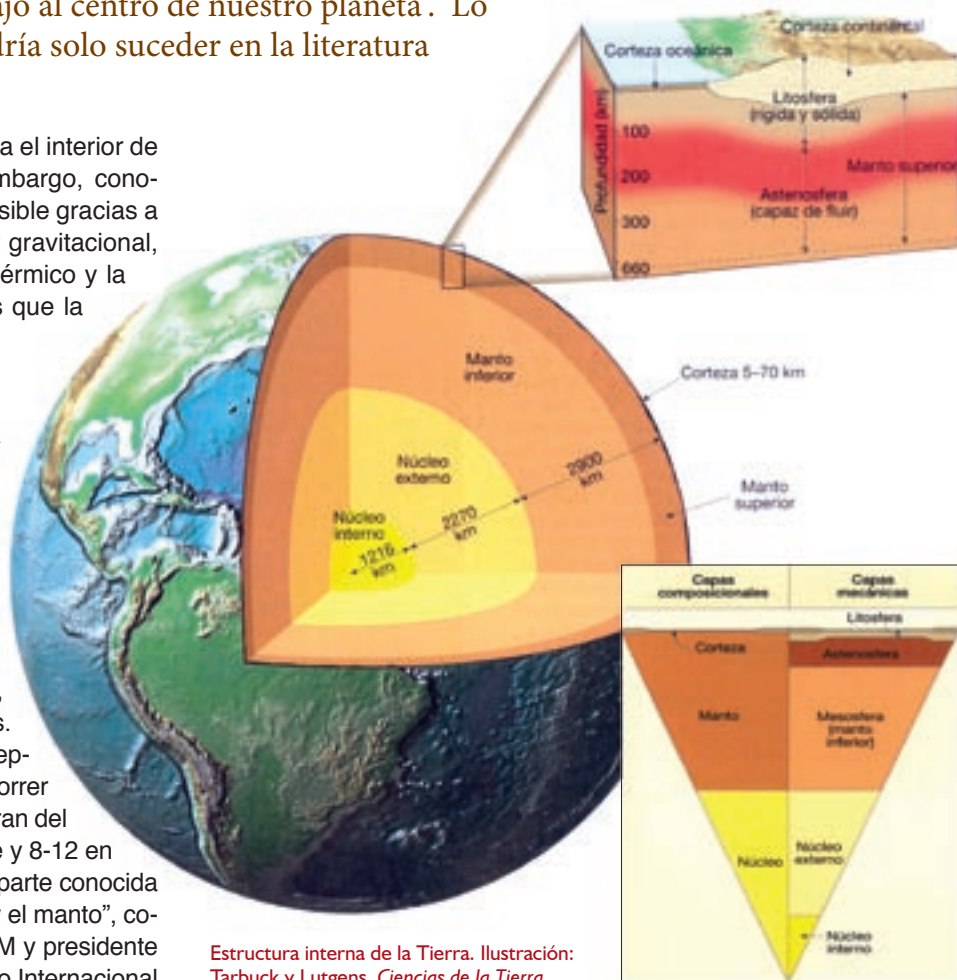 ajo al centro de nuestro planeta. Lo
dría solo suceder en la literatura
a el interior de
mbargo, cono-
sible gracias a
gravitacional,
érmico y la
s que la
s.
ep-
orrer
ran del
e y 8-12 en
parte conocida
r el manto”, co-
M y presidente
o Internacional
Corteza oceánica
Corteza continental
Litosfera
(rígida y sólida)
Profundidad (km)
100
200
300
660
Manto superior
Astenosfera
(capaz de fluir)
Manto
inferior
Corteza 5–70 km
Núcleo
externo
2900
km
Manto
superior
Núcleo
interno
2270
km
1216
km
Capas
composicionales
Capas
mecánicas
Litosfera
Corteza
Astenosfera
Manto
Mesosfera
(manto
inferior)
Núcleo
Núcleo
externo
Núcleo
interno
Estructura interna de la Tierra. Ilustración:
Tarbuck y Lutgens. Ciencias de la Tierra